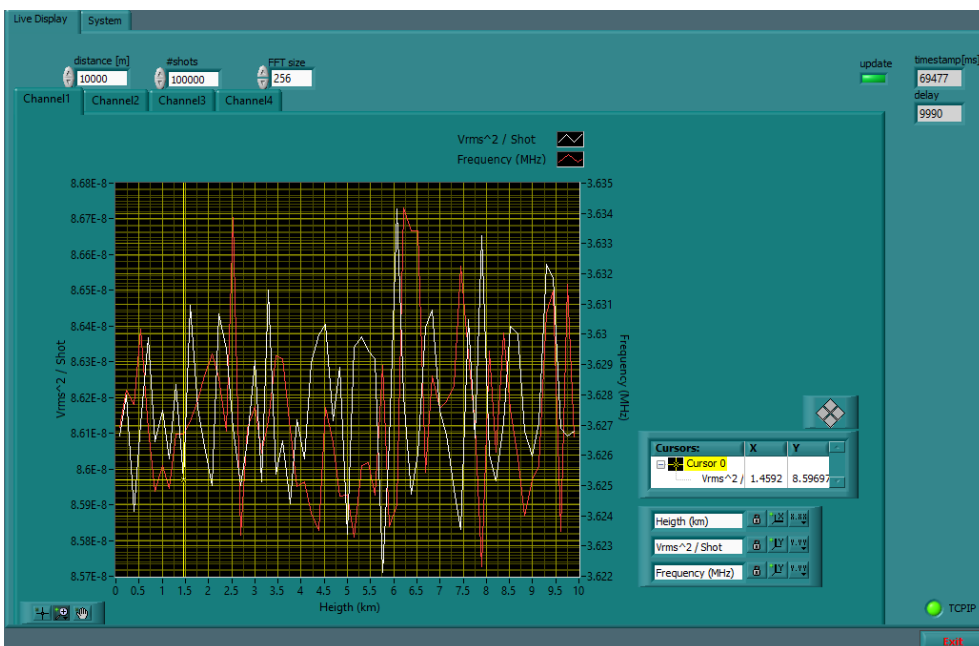 Live Display System
distance [m] #shots FFT size update timestamp[ms]
10000 100000 256 69477
delay
9990
Channel1 Channel2 Channel3 Channel4
Vrms^2 / Shot
Frequency (MHz)
8.68E-8
8.67E-8
8.66E-8
8.65E-8
8.64E-8
8.63E-8
8.62E-8
8.61E-8
8.6E-8
8.59E-8
8.58E-8
8.57E-8
Vrms^2 / Shot
3.635
3.634
3.633
3.632
3.631
3.63
3.629
3.628
3.627
3.626
3.625
3.624
3.623
3.622
Frequency (MHz)
0 0.5 1 1.5 2 2.5 3 3.5 4 4.5 5 5.5 6 6.5 7 7.5 8 8.5 9 9.5 10
Heigth (km)
Cursors: X Y
Cursor 0
Vrms^2 / 1.4592 8.59697
Heigth (km) X X.XX
Vrms^2 / Shot Y Y.YY
Frequency (MHz) Y Y.YY
TCPIP
Exit